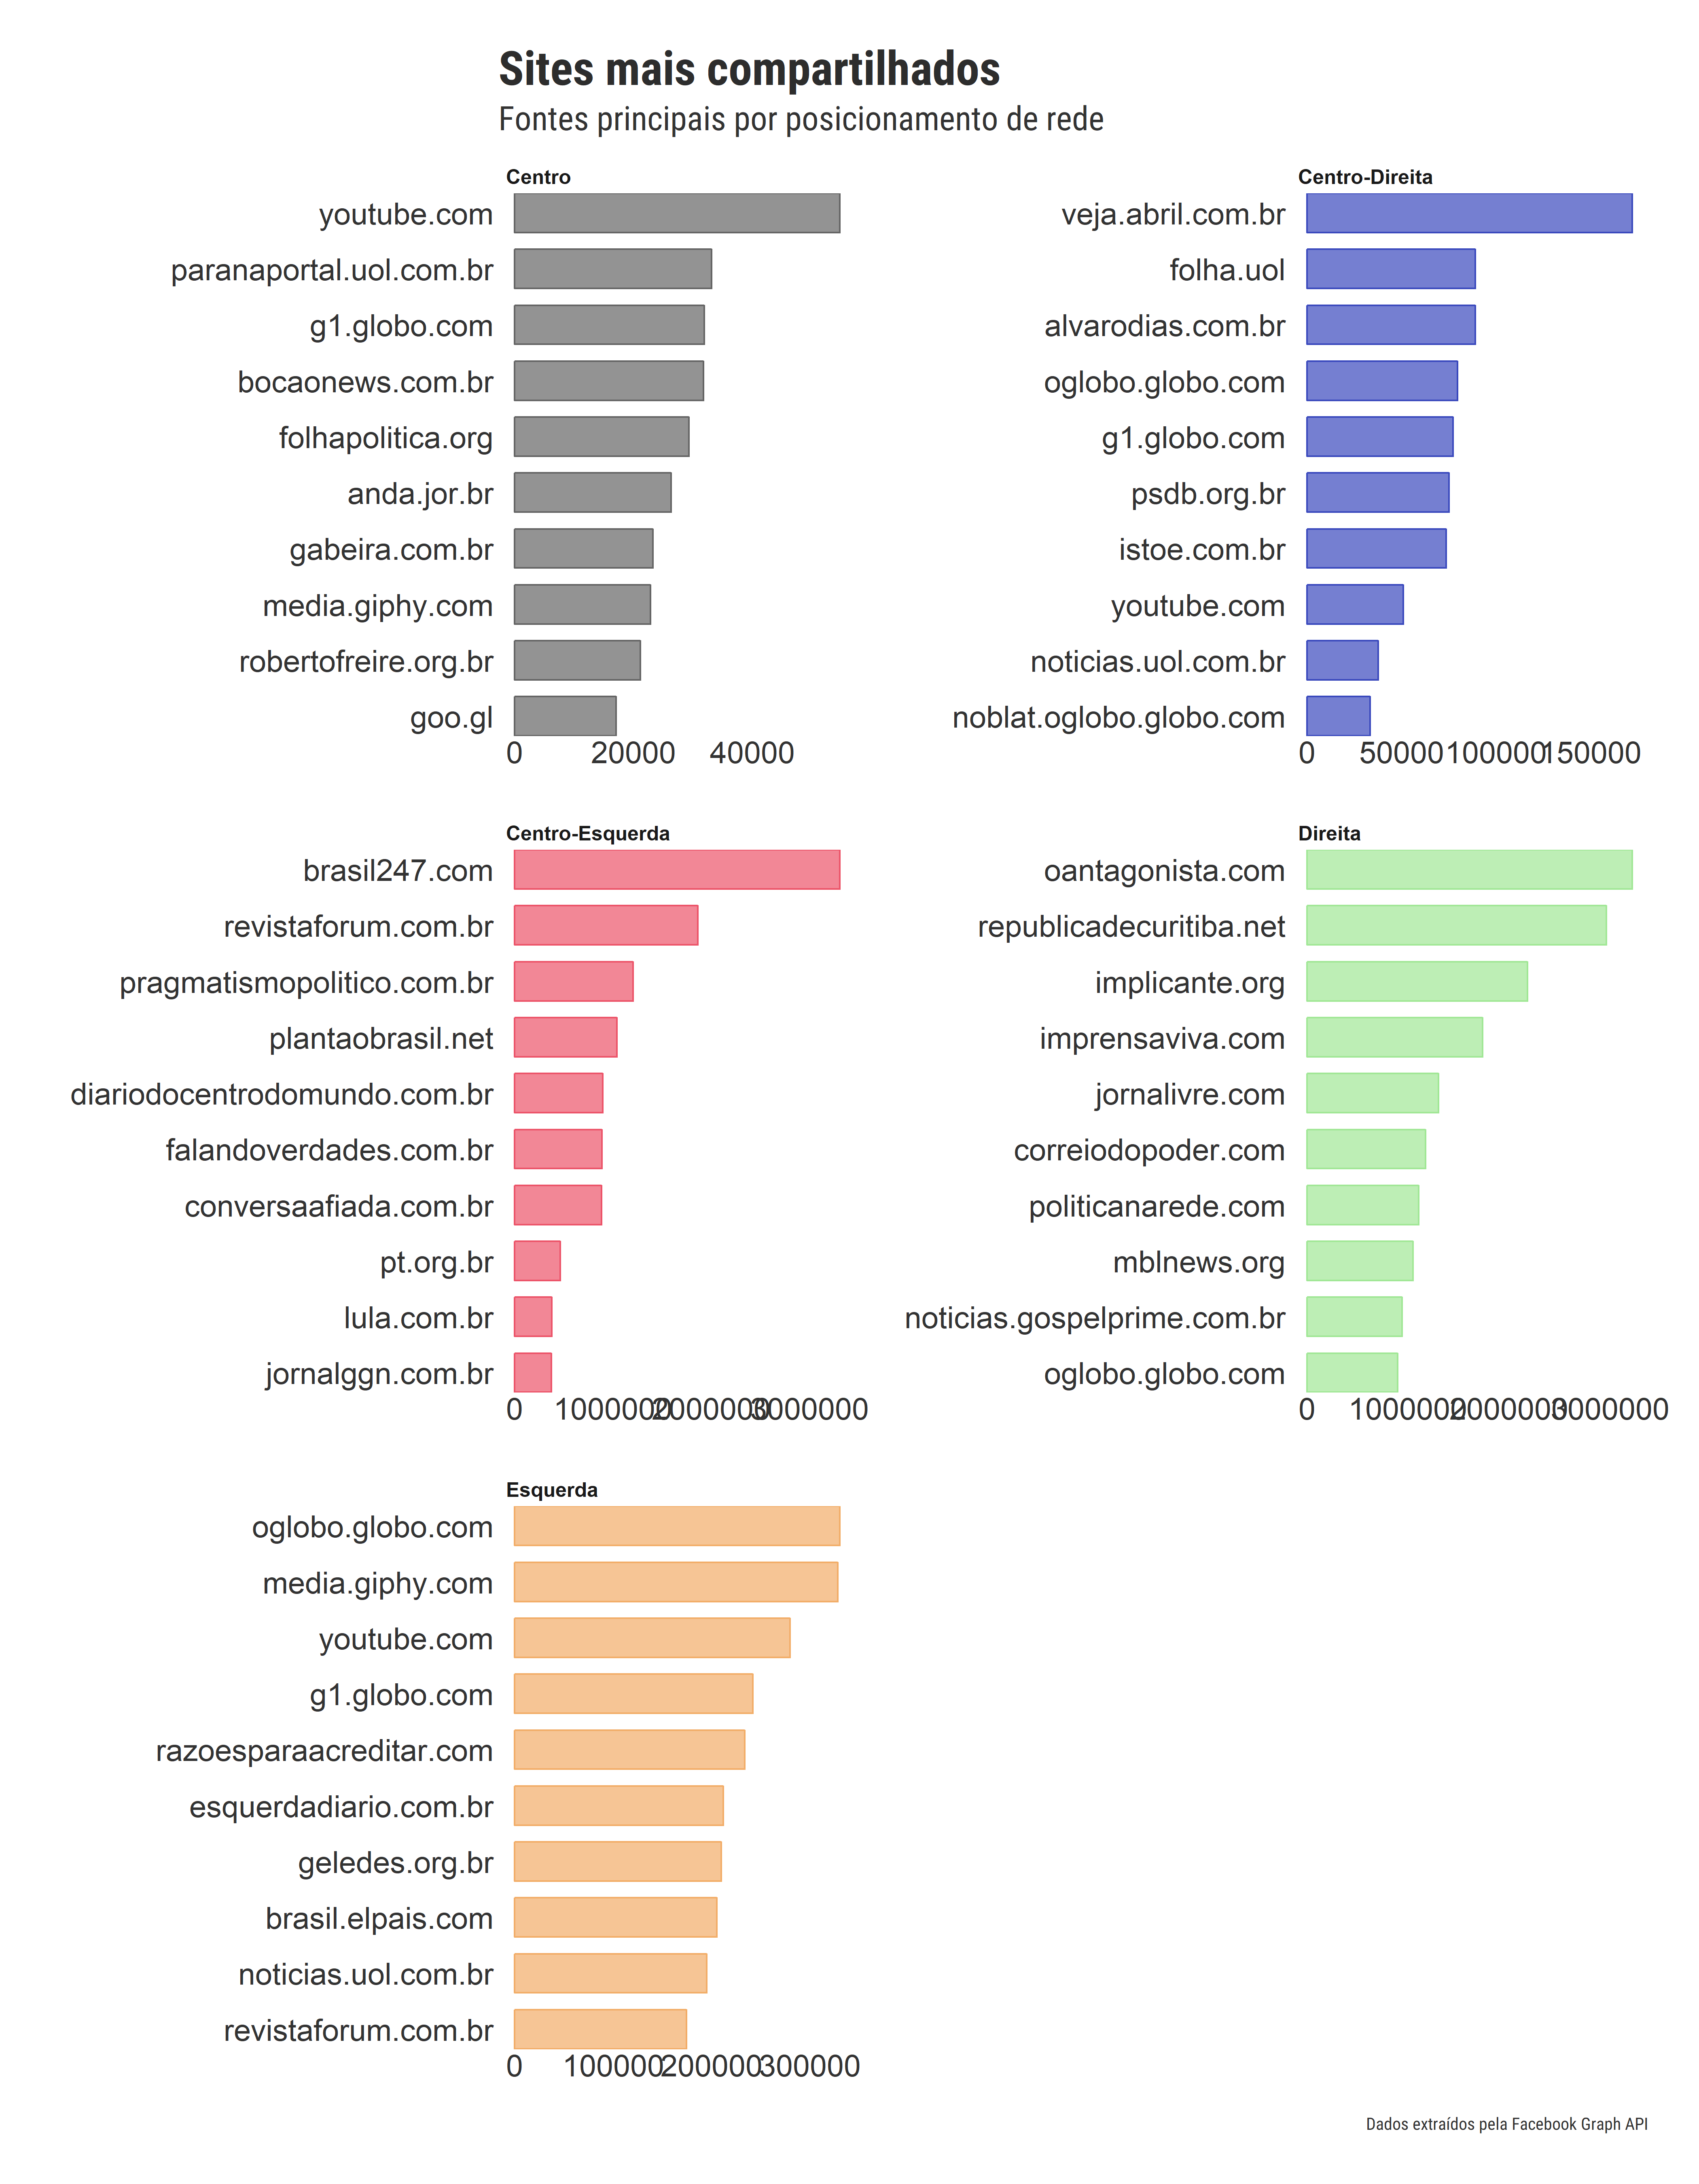 Sites mais compartilhados
Fontes principais por posicionamento de rede
Centro
youtube.com
paranaportal.uol.com.br
g1.globo.com
bocaonews.com.br
folhapolitica.org
anda.jor.br
gabeira.com.br
media.giphy.com
robertofreire.org.br
goo.gl
0 20000 40000
Centro-Direita
veja.abril.com.br
folha.uol
alvarodias.com.br
oglobo.globo.com
g1.globo.com
psdb.org.br
istoe.com.br
youtube.com
noticias.uol.com.br
noblat.oglobo.globo.com
0 50000 100000 150000
Centro-Esquerda
brasil247.com
revistaforum.com.br
pragmatismopolitico.com.br
plantaobrasil.net
diariodocentrodomundo.com.br
falandoverdades.com.br
conversaafiada.com.br
pt.org.br
lula.com.br
jornalggn.com.br
0 1000000 2000000 3000000
Direita
oantagonista.com
republicadecuritiba.net
implicante.org
imprensaviva.com
jornalivre.com
correiodopoder.com
politicanarede.com
mblnews.org
noticias.gospelprime.com.br
oglobo.globo.com
0 1000000 2000000 3000000
Esquerda
oglobo.globo.com
media.giphy.com
youtube.com
g1.globo.com
razoesparaacreditar.com
esquerdadiario.com.br
geledes.org.br
brasil.elpais.com
noticias.uol.com.br
revistaforum.com.br
0 100000 200000 300000
Dados extraídos pela Facebook Graph API